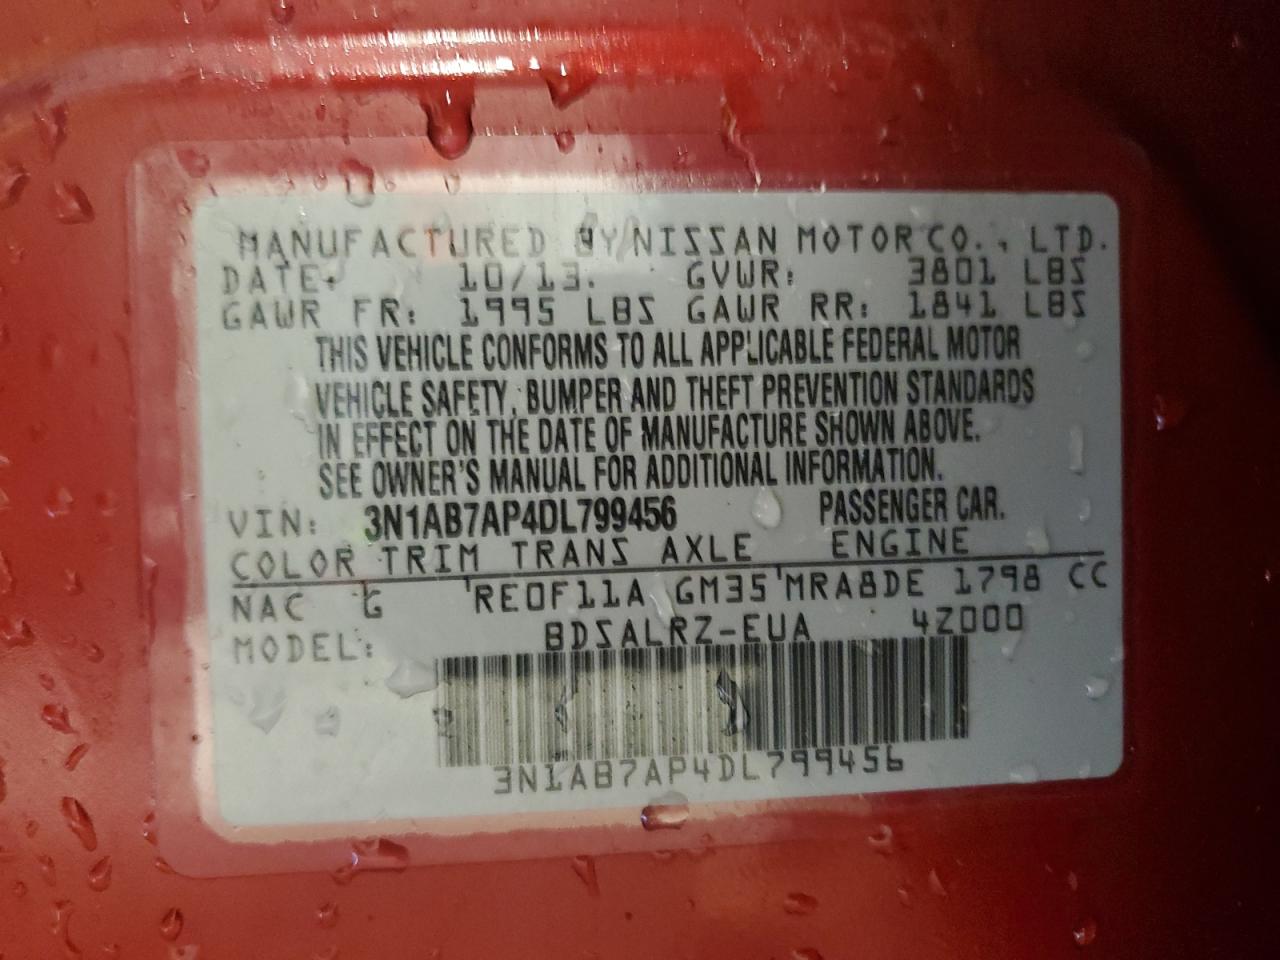 MANUFACTURED BY NISSAN MOTOR CO., LTD.
DATE: 10/13. GVWR: 3801 LBS
GAWR FR: 1995 LBS GAWR RR: 1841 LBS
THIS VEHICLE CONFORMS TO ALL APPLICABLE FEDERAL MOTOR
VEHICLE SAFETY, BUMPER AND THEFT PREVENTION STANDARDS
IN EFFECT ON THE DATE OF MANUFACTURE SHOWN ABOVE.
SEE OWNER'S MANUAL FOR ADDITIONAL INFORMATION.
VIN: 3N1AB7AP4DL799456 PASSENGER CAR.
COLOR TRIM TRANS AXLE ENGINE
NAC G RE0F11A GM35 MRA8DE 1798 CC
MODEL: BDSALRZ-EUA 4Z000
3N1AB7AP4DL799456